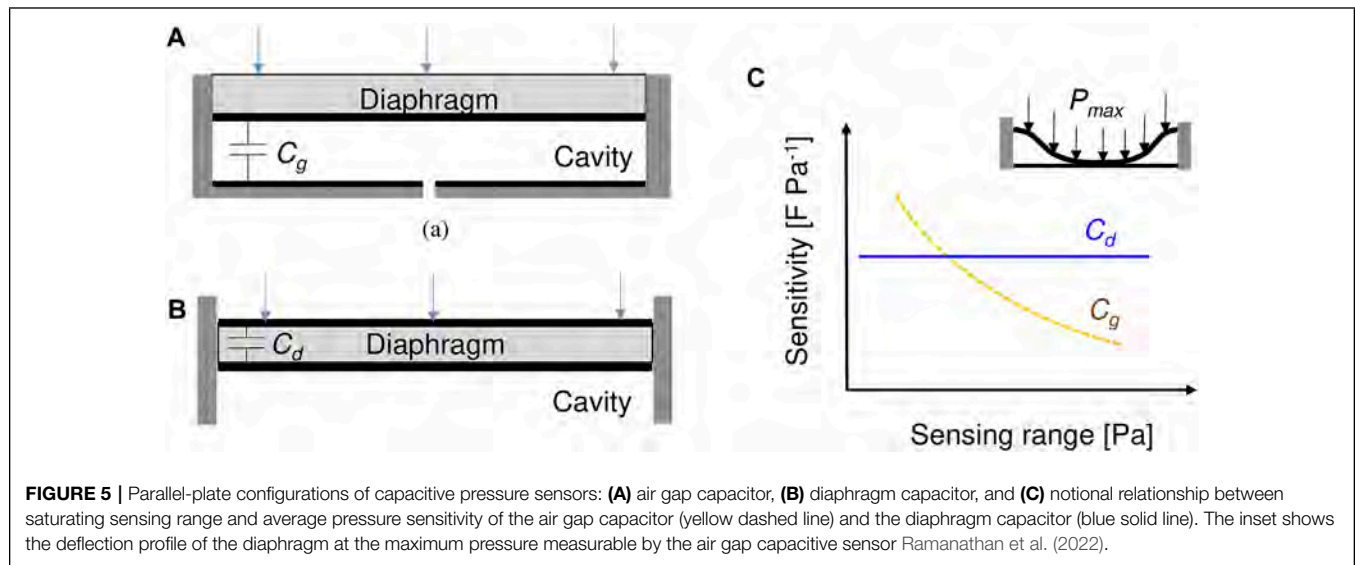 A
Diaphragm
C_g
Cavity
(a)
B
C_d
Diaphragm
Cavity
C
P_max
Sensitivity [F Pa⁻¹]
C_d
C_g
Sensing range [Pa]
FIGURE 5 | Parallel-plate configurations of capacitive pressure sensors: (A) air gap capacitor, (B) diaphragm capacitor, and (C) notional relationship between
saturating sensing range and average pressure sensitivity of the air gap capacitor (yellow dashed line) and the diaphragm capacitor (blue solid line). The inset shows
the deflection profile of the diaphragm at the maximum pressure measurable by the air gap capacitive sensor Ramanathan et al. (2022).